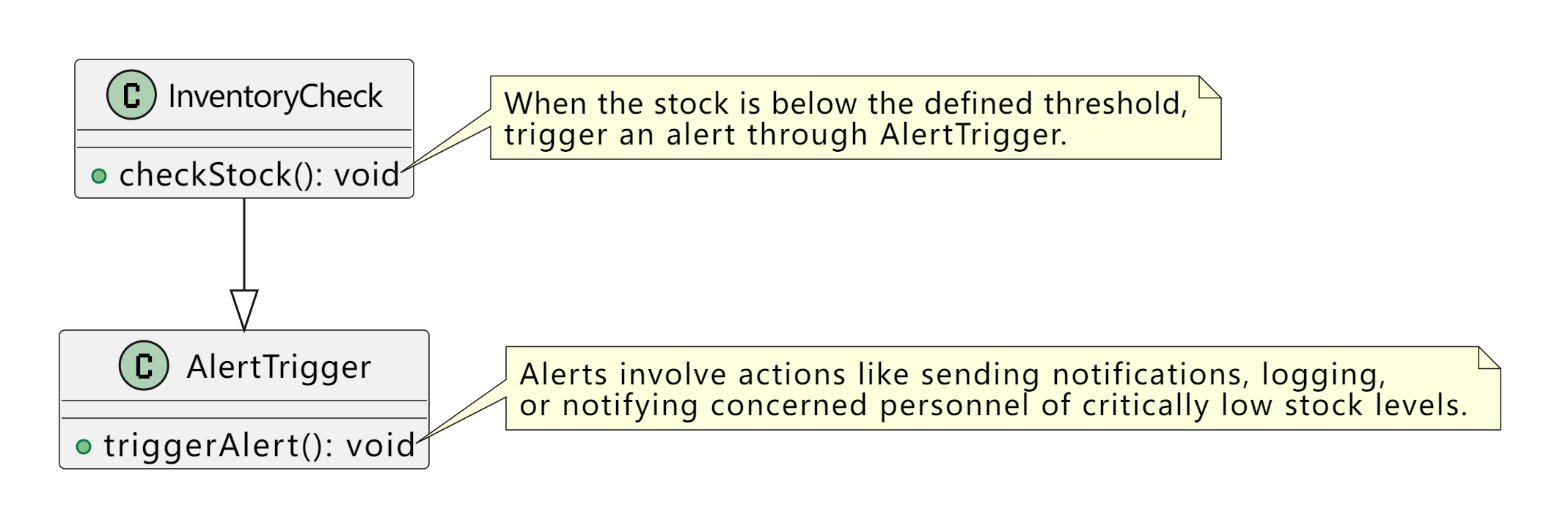 C InventoryCheck
checkStock(): void
When the stock is below the defined threshold,
trigger an alert through AlertTrigger.
C AlertTrigger
triggerAlert(): void
Alerts involve actions like sending notifications, logging,
or notifying concerned personnel of critically low stock levels.